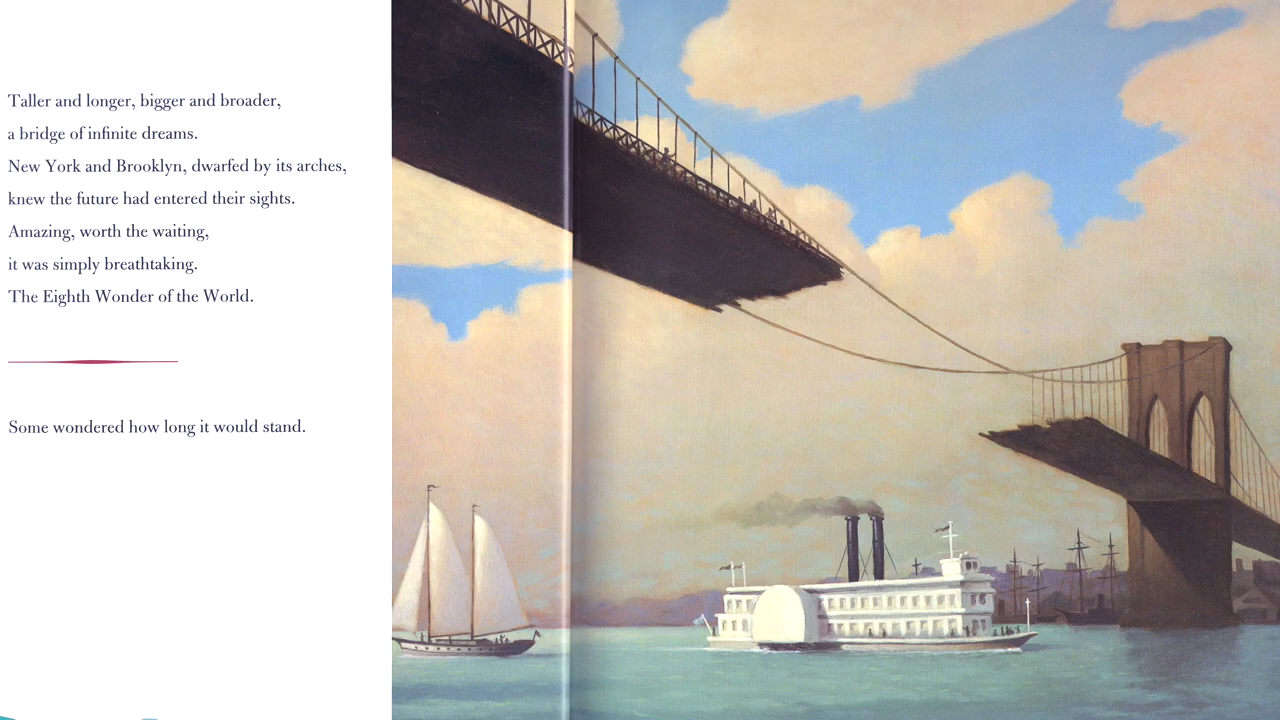 Taller and longer, bigger and broader,
a bridge of infinite dreams.
New York and Brooklyn, dwarfed by its arches,
knew the future had entered their sights.
Amazing, worth the waiting,
it was simply breathtaking.
The Eighth Wonder of the World.
Some wondered how long it would stand.